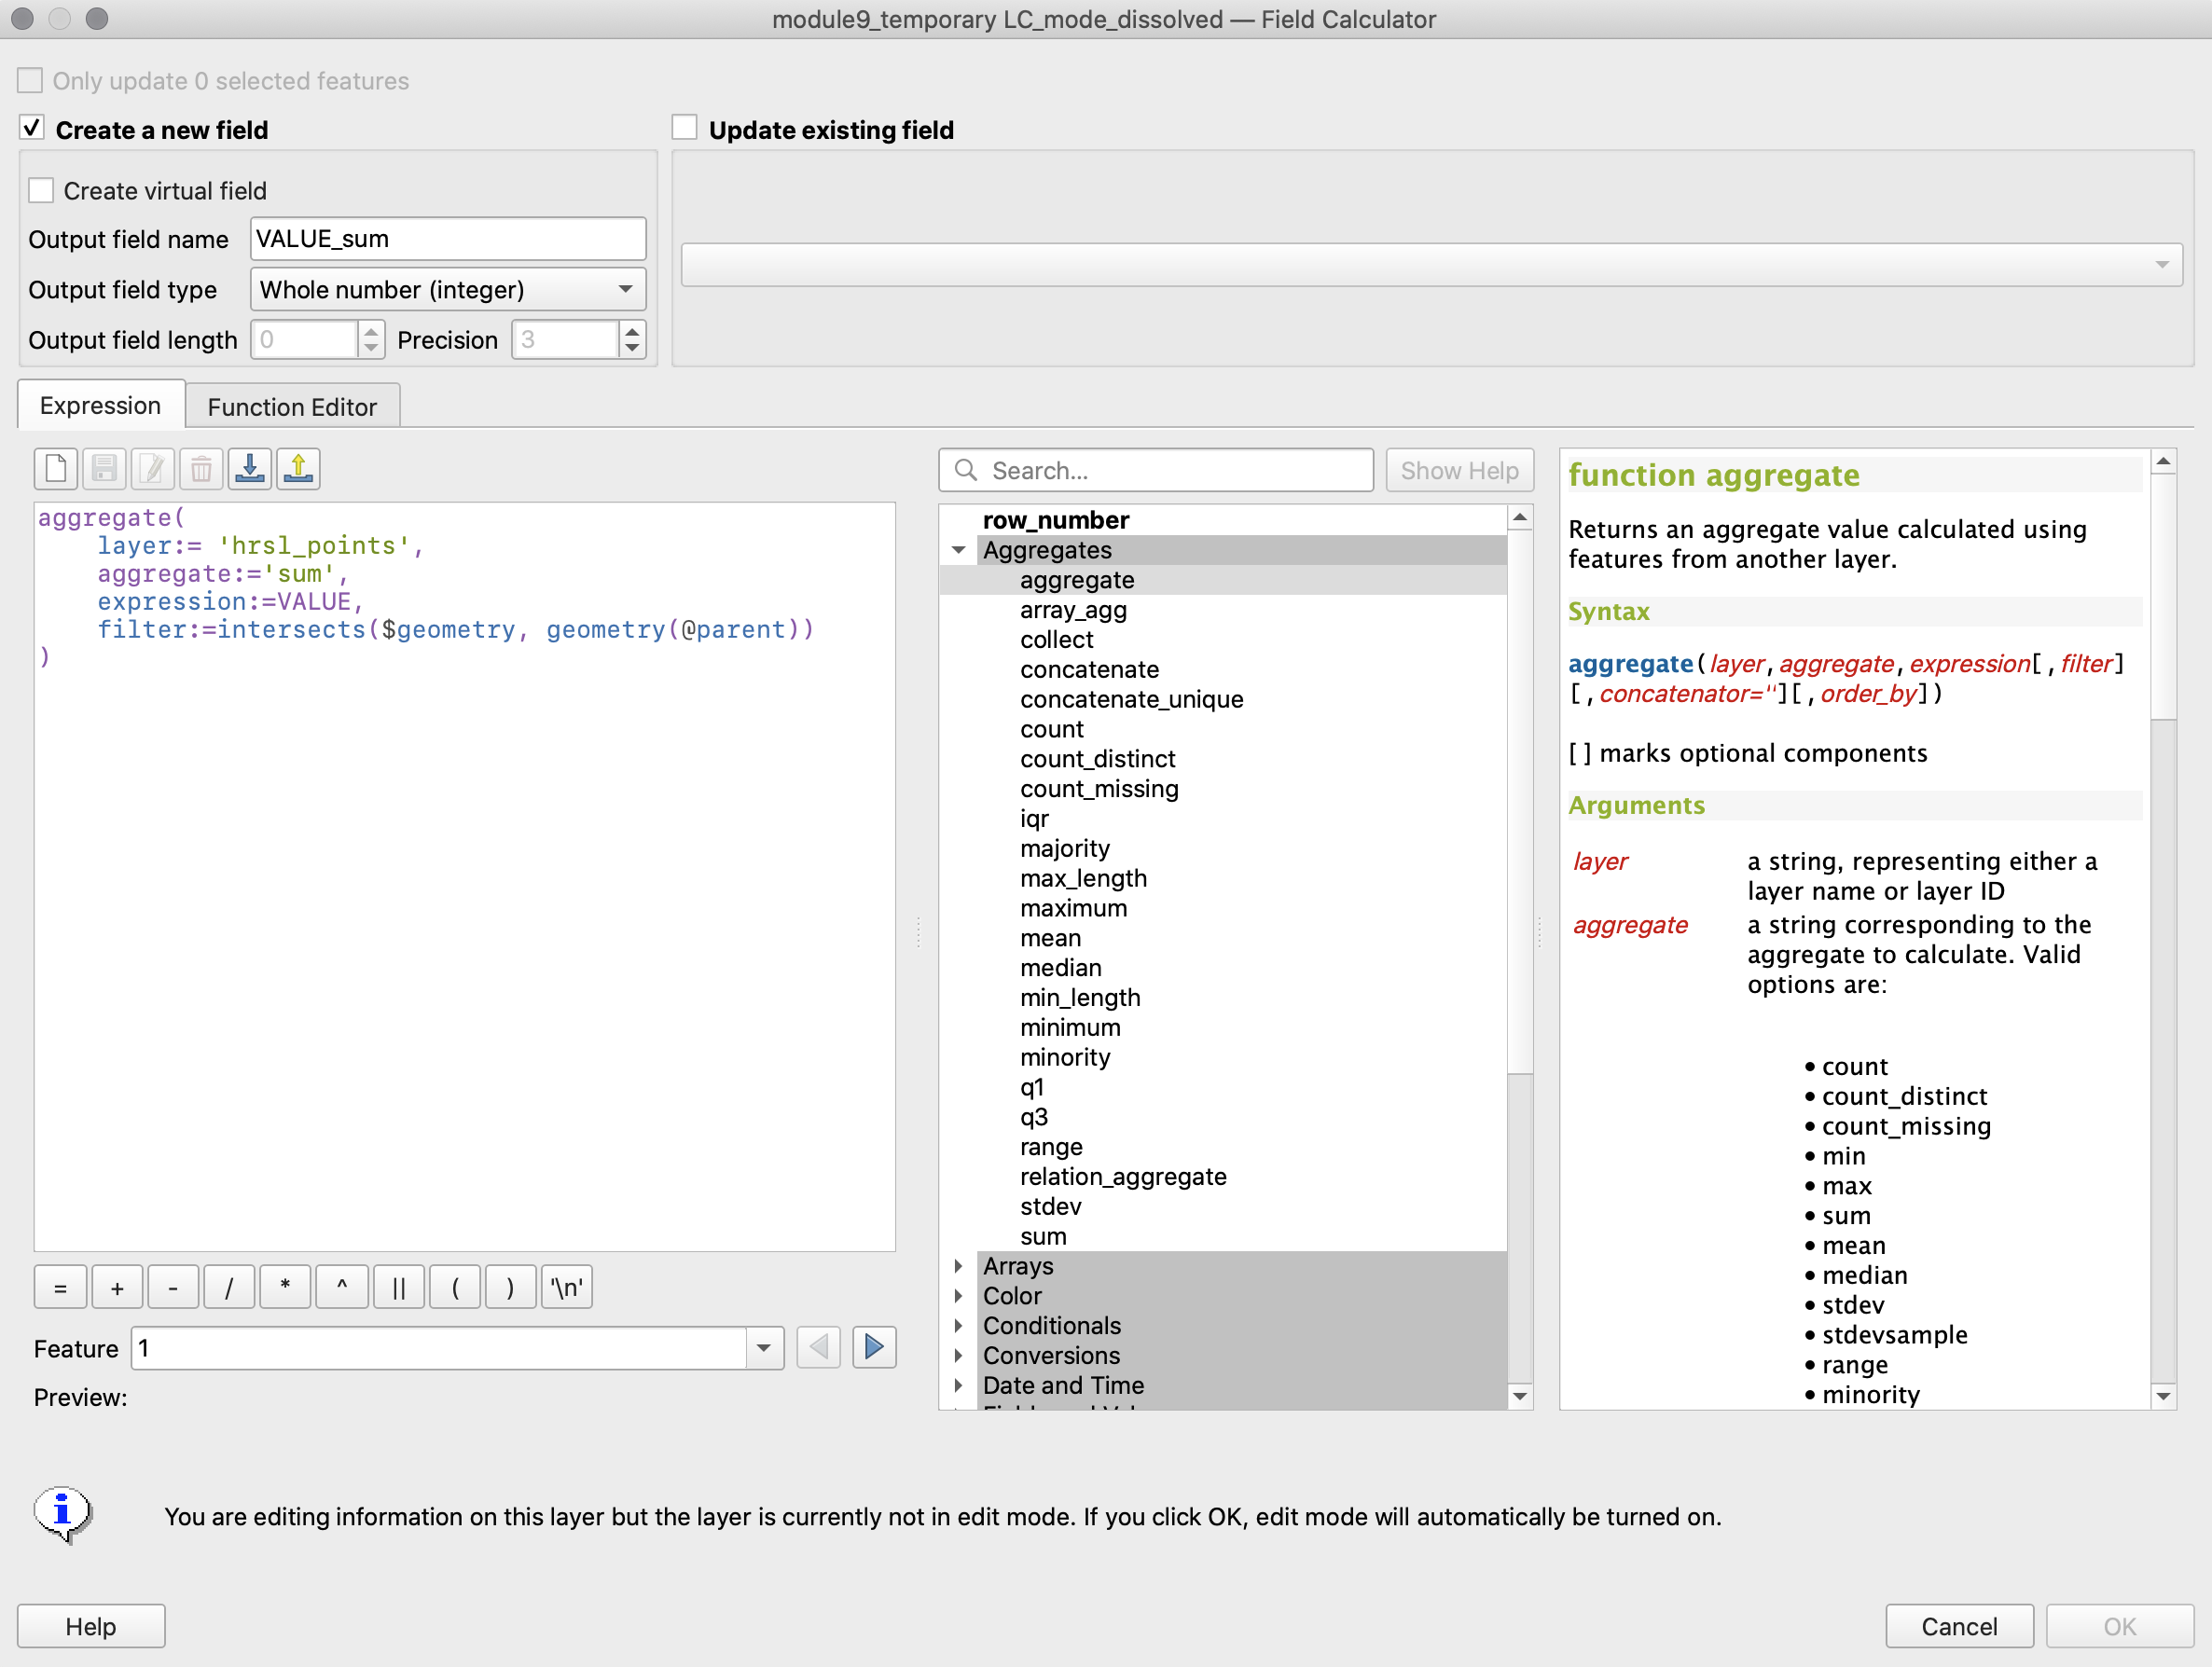 module9_temporary LC_mode_dissolved — Field Calculator
Only update 0 selected features
Create a new field
Update existing field
Create virtual field
Output field name VALUE_sum
Output field type Whole number (integer)
Output field length 0 Precision 3
Expression Function Editor
aggregate(
layer:= 'hrsl_points',
aggregate:='sum',
expression:=VALUE,
filter:=intersects($geometry, geometry(@parent))
)
= + - / * ^ || ( ) '\n'
Feature 1
Preview:
Search... Show Help
row_number
Aggregates
aggregate
array_agg
collect
concatenate
concatenate_unique
count
count_distinct
count_missing
iqr
majority
max_length
maximum
mean
median
min_length
minimum
minority
q1
q3
range
relation_aggregate
stdev
sum
Arrays
Color
Conditionals
Conversions
Date and Time
function aggregate
Returns an aggregate value calculated using
features from another layer.
Syntax
aggregate(layer,aggregate,expression[,filter]
[,concatenator=''][,order_by])
[ ] marks optional components
Arguments
layer a string, representing either a
layer name or layer ID
aggregate a string corresponding to the
aggregate to calculate. Valid
options are:
• count
• count_distinct
• count_missing
• min
• max
• sum
• mean
• median
• stdev
• stdevsample
• range
• minority
You are editing information on this layer but the layer is currently not in edit mode. If you click OK, edit mode will automatically be turned on.
Help
Cancel OK